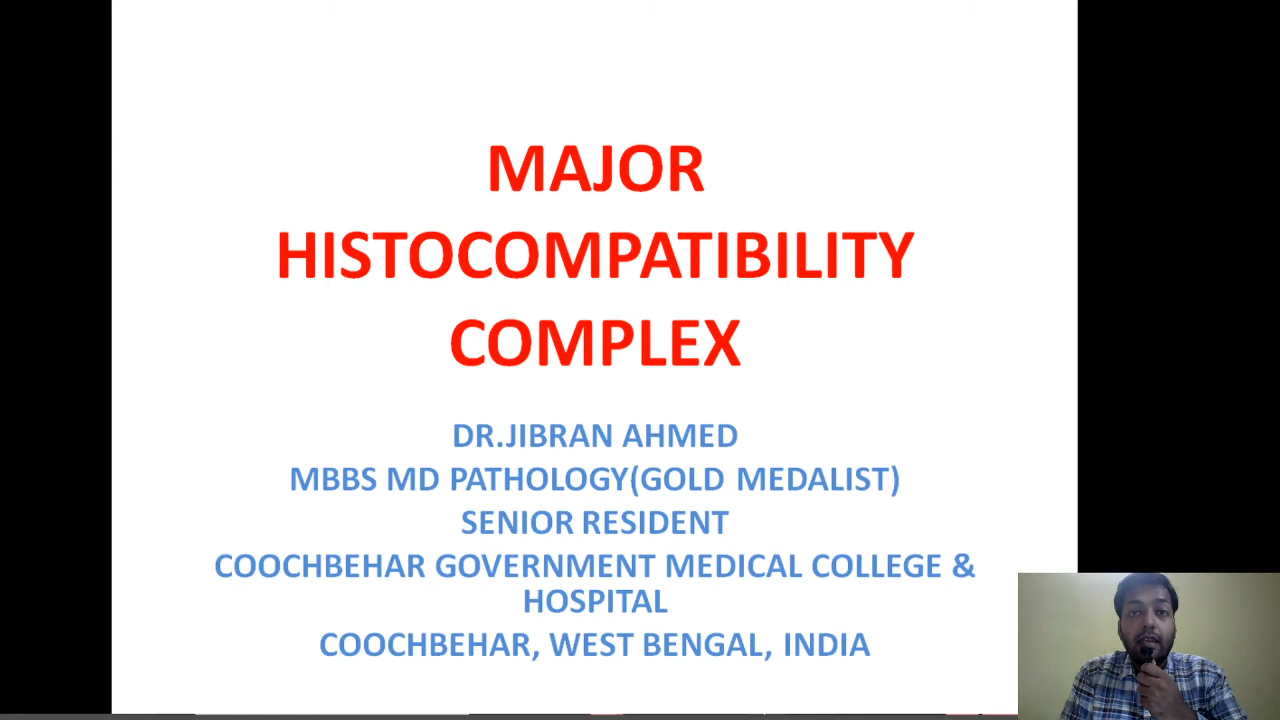 MAJOR
HISTOCOMPATIBILITY
COMPLEX
DR.JIBRAN AHMED
MBBS MD PATHOLOGY(GOLD MEDALIST)
SENIOR RESIDENT
COOCHBEHAR GOVERNMENT MEDICAL COLLEGE &
HOSPITAL
COOCHBEHAR, WEST BENGAL, INDIA